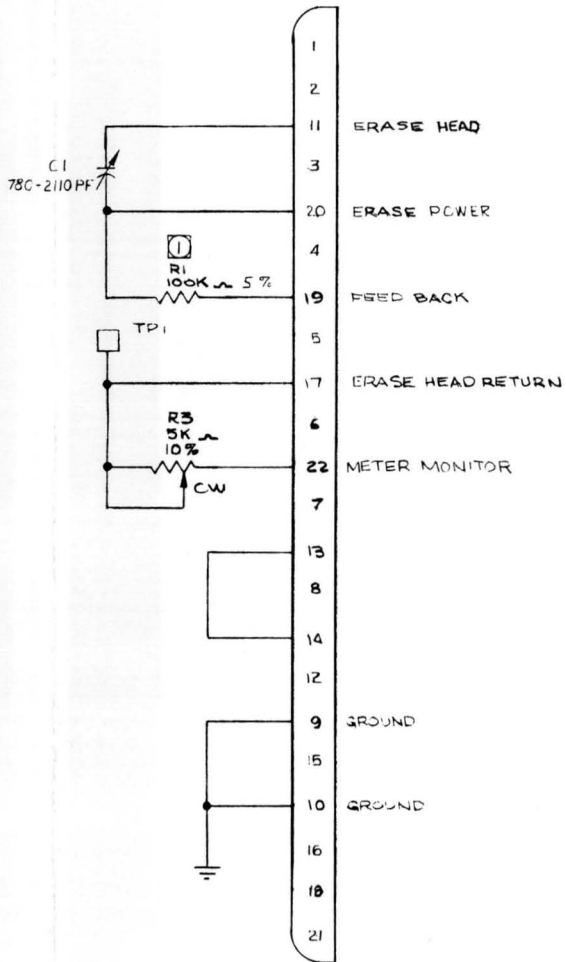 1
2
11 ERASE HEAD
C1
780-2110 PF
3
20 ERASE POWER
1
4
R1
100K Ω 5%
19 FEED BACK
TP1
5
17 ERASE HEAD RETURN
R3
5K Ω
10%
6
22 METER MONITOR
CW
7
13
8
14
12
9 GROUND
15
10 GROUND
16
18
21